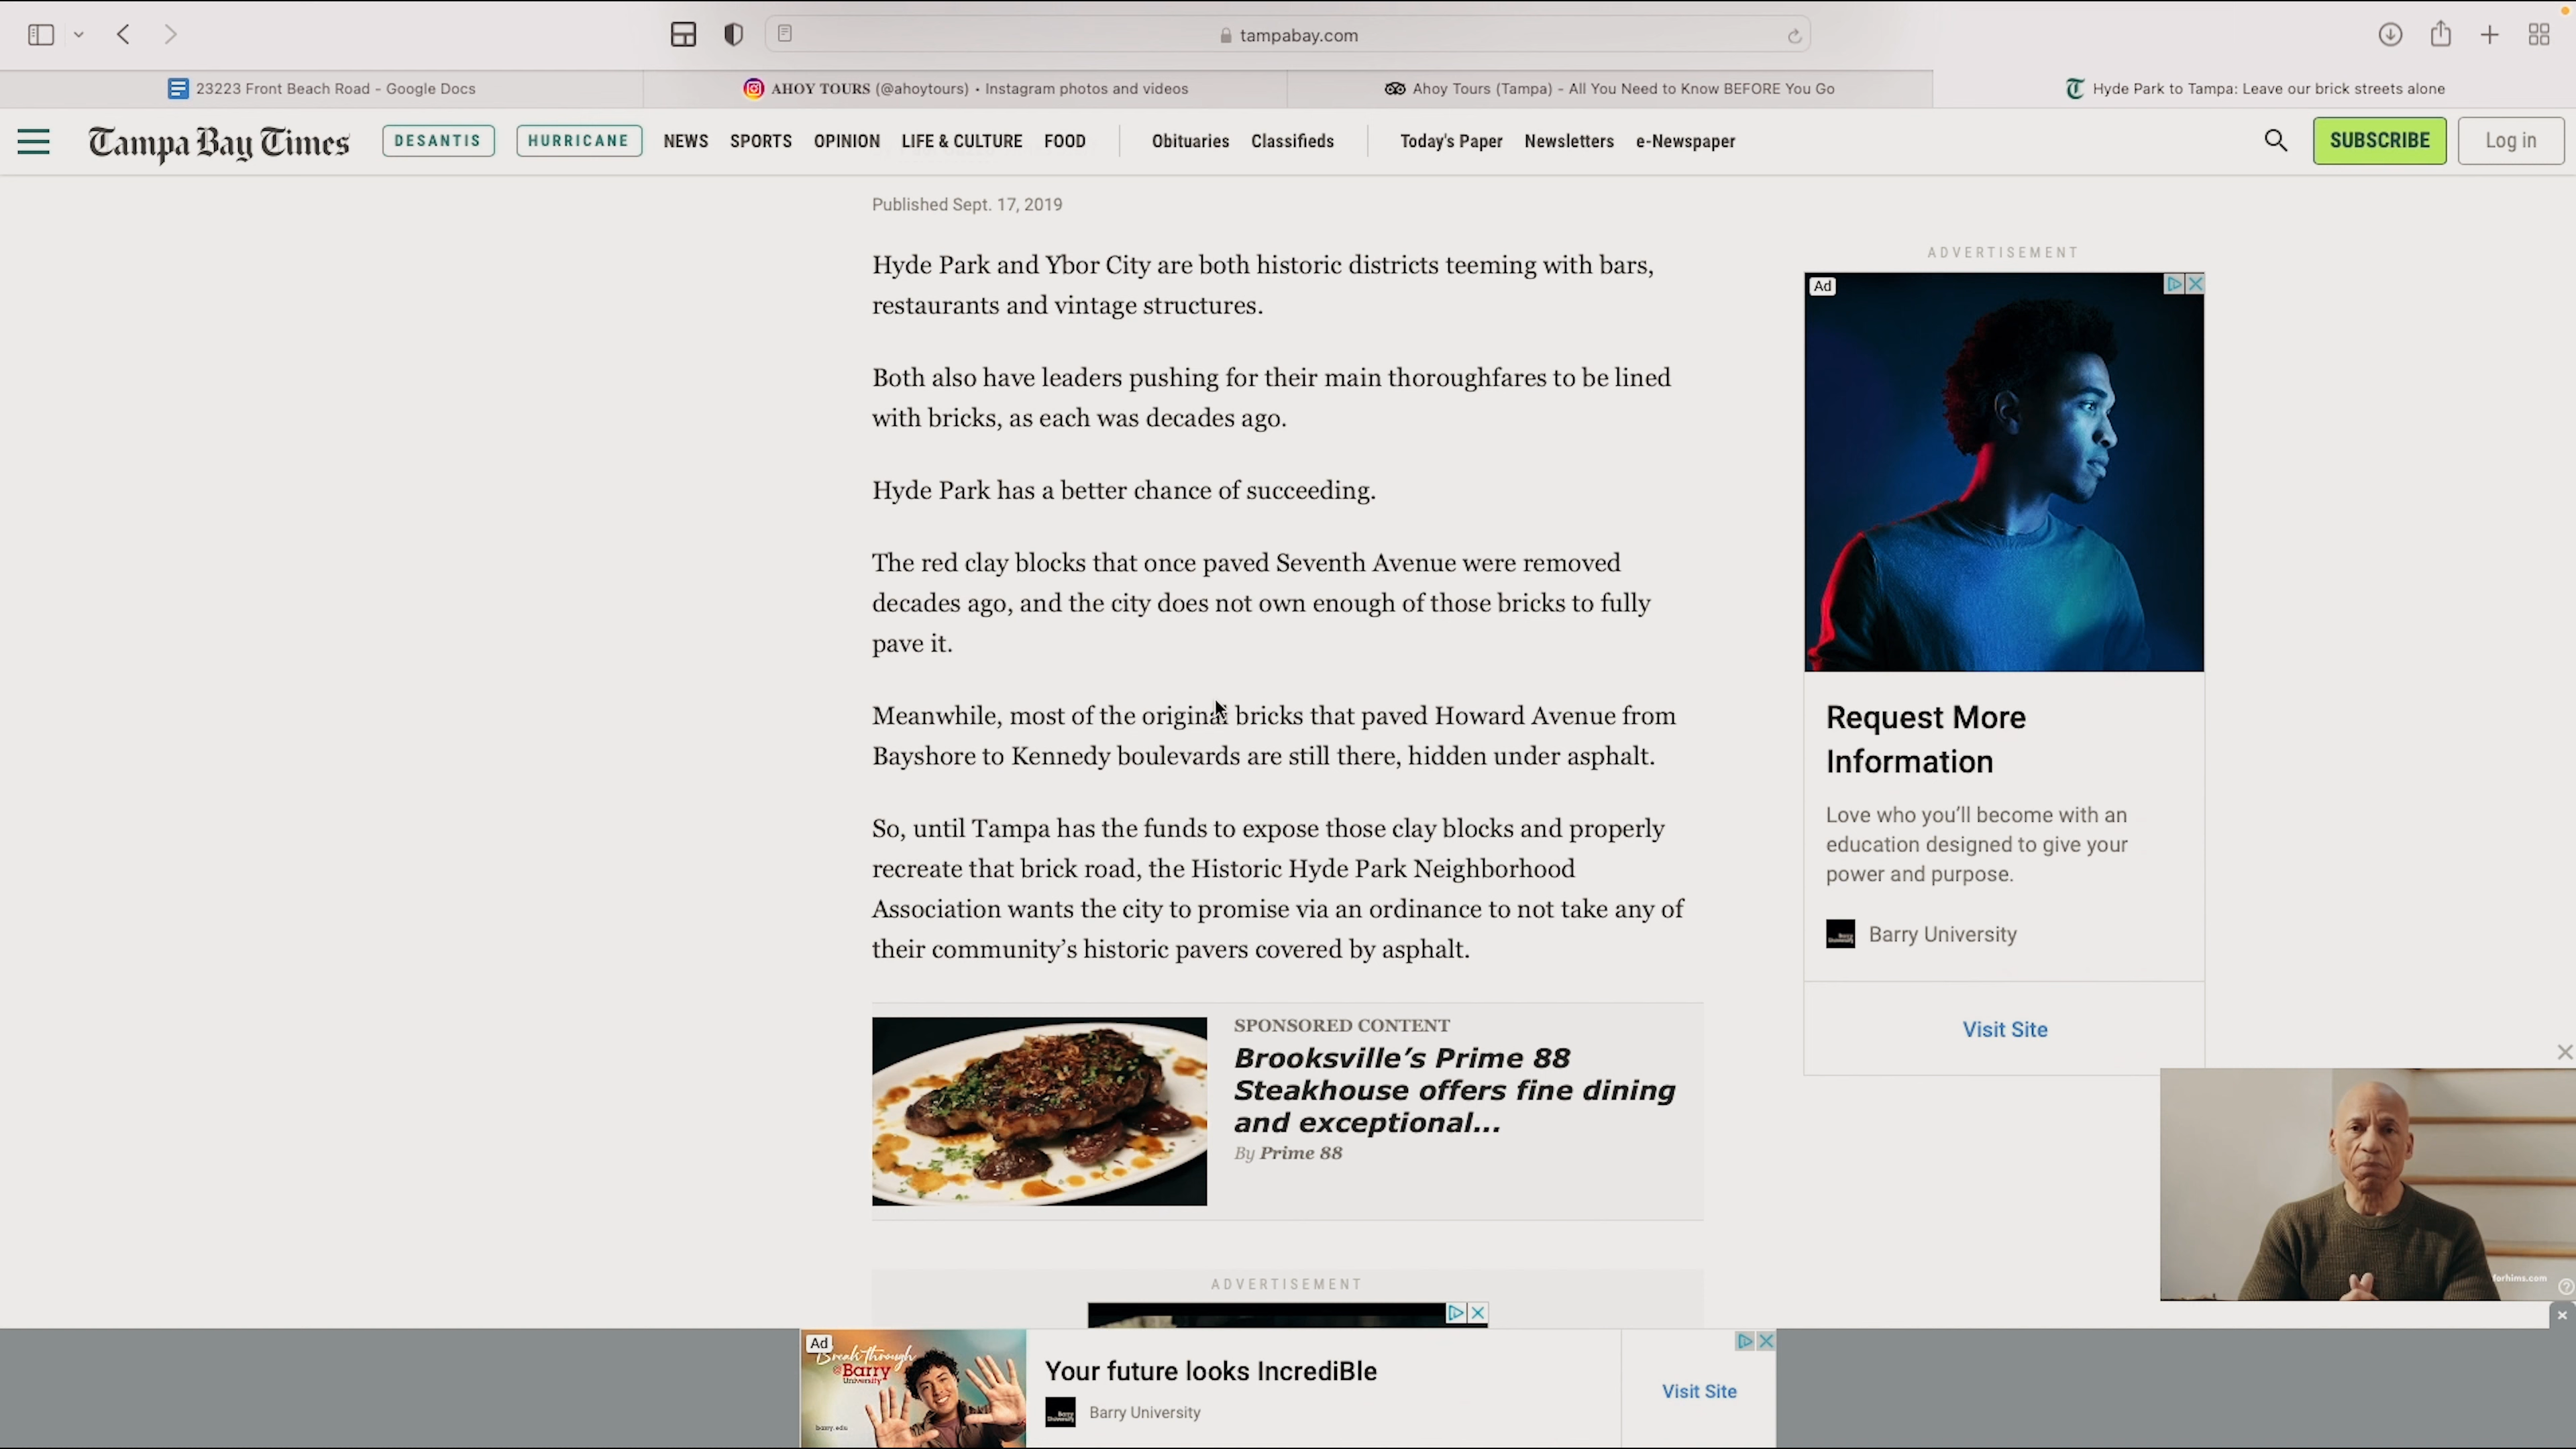 tampabay.com
23223 Front Beach Road - Google Docs
AHOY TOURS (@ahoytours) • Instagram photos and videos
Ahoy Tours (Tampa) - All You Need to Know BEFORE You Go
Hyde Park to Tampa: Leave our brick streets alone
Tampa Bay Times
DESANTIS
HURRICANE
NEWS
SPORTS
OPINION
LIFE & CULTURE
FOOD
Obituaries
Classifieds
Today's Paper
Newsletters
e-Newspaper
SUBSCRIBE
Log in
Published Sept. 17, 2019
Hyde Park and Ybor City are both historic districts teeming with bars,
restaurants and vintage structures.
Both also have leaders pushing for their main thoroughfares to be lined
with bricks, as each was decades ago.
Hyde Park has a better chance of succeeding.
The red clay blocks that once paved Seventh Avenue were removed
decades ago, and the city does not own enough of those bricks to fully
pave it.
Meanwhile, most of the original bricks that paved Howard Avenue from
Bayshore to Kennedy boulevards are still there, hidden under asphalt.
So, until Tampa has the funds to expose those clay blocks and properly
recreate that brick road, the Historic Hyde Park Neighborhood
Association wants the city to promise via an ordinance to not take any of
their community’s historic pavers covered by asphalt.
SPONSORED CONTENT
Brooksville’s Prime 88
Steakhouse offers fine dining
and exceptional...
By Prime 88
ADVERTISEMENT
ADVERTISEMENT
Ad
Request More
Information
Love who you’ll become with an
education designed to give your
power and purpose.
Barry University
Visit Site
forhims.com
Ad
Break through
@Barry
University
barry.edu
Your future looks IncrediBle
Barry University
Visit Site